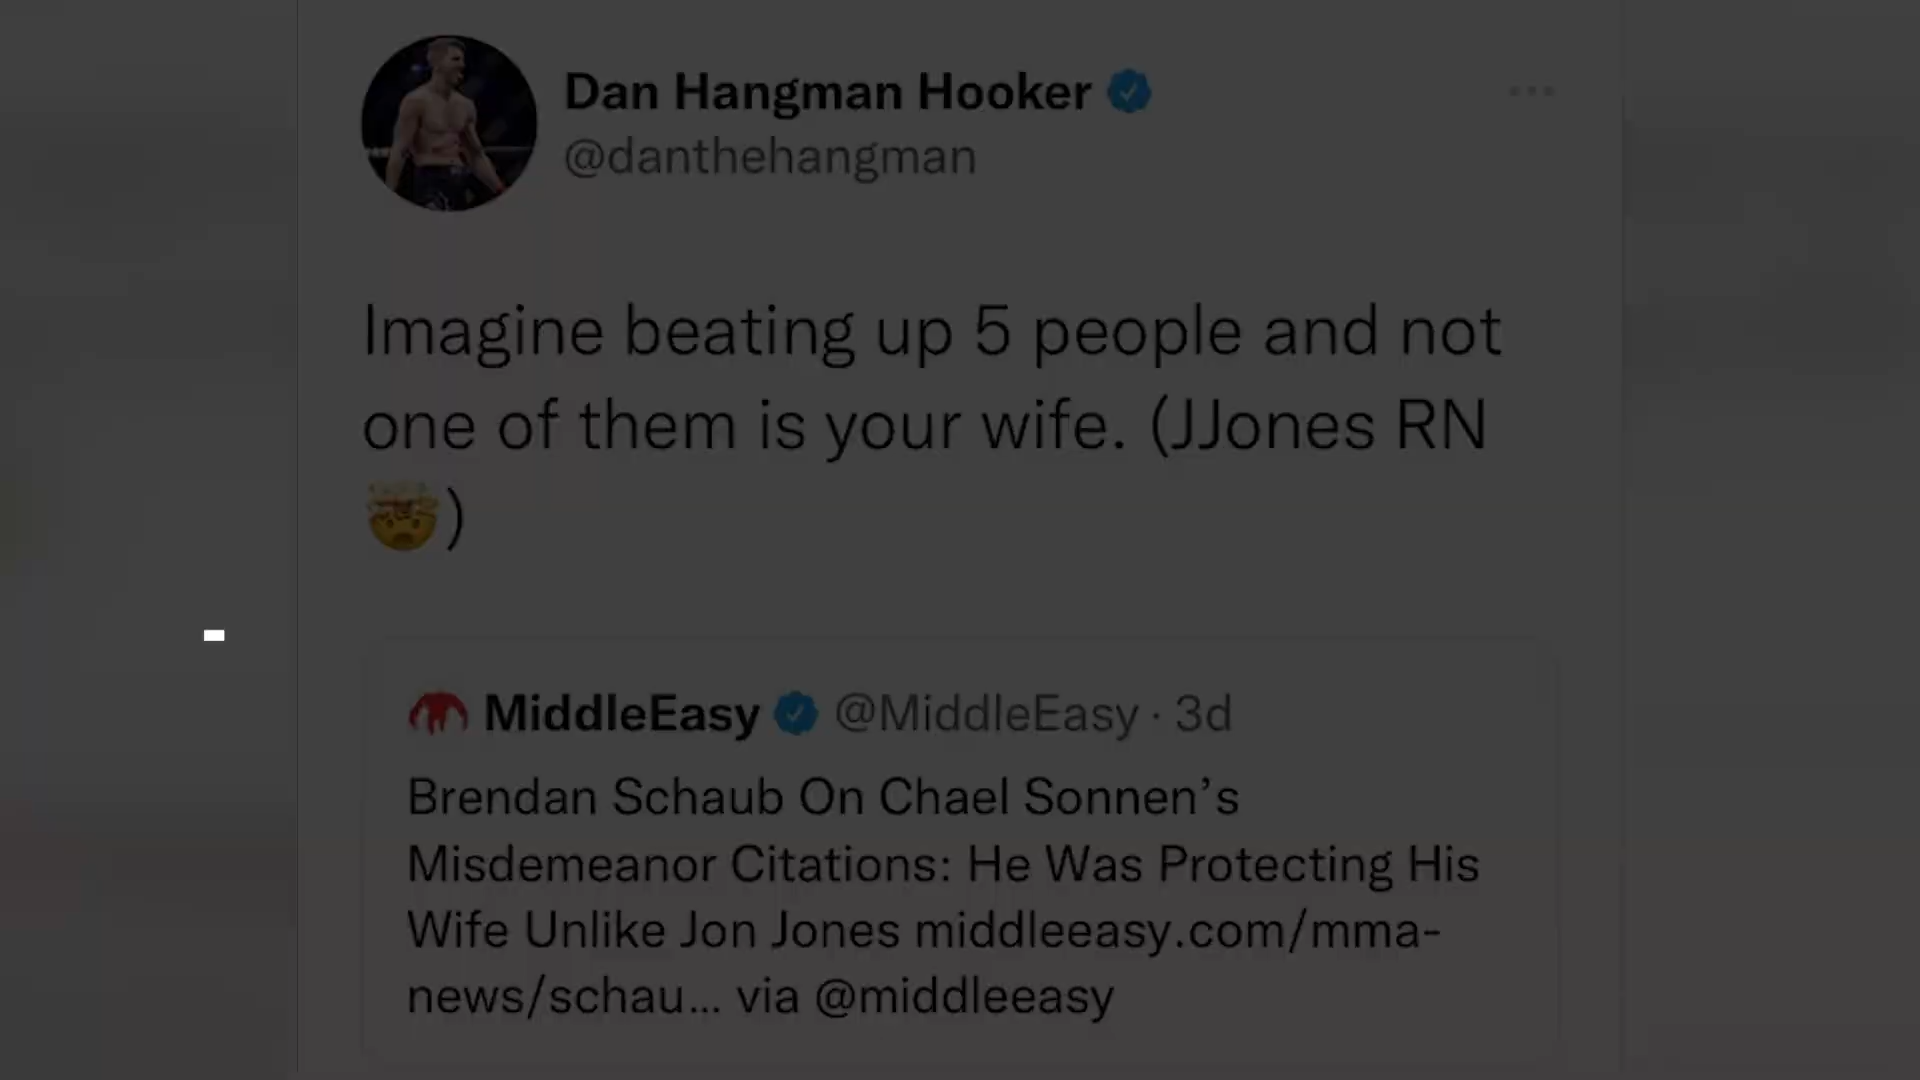 Dan Hangman Hooker
@danthehangman
Imagine beating up 5 people and not
one of them is your wife. (JJones RN
🤯)
MiddleEasy @MiddleEasy · 3d
Brendan Schaub On Chael Sonnen’s
Misdemeanor Citations: He Was Protecting His
Wife Unlike Jon Jones middleeasy.com/mma-
news/schau... via @middleeasy